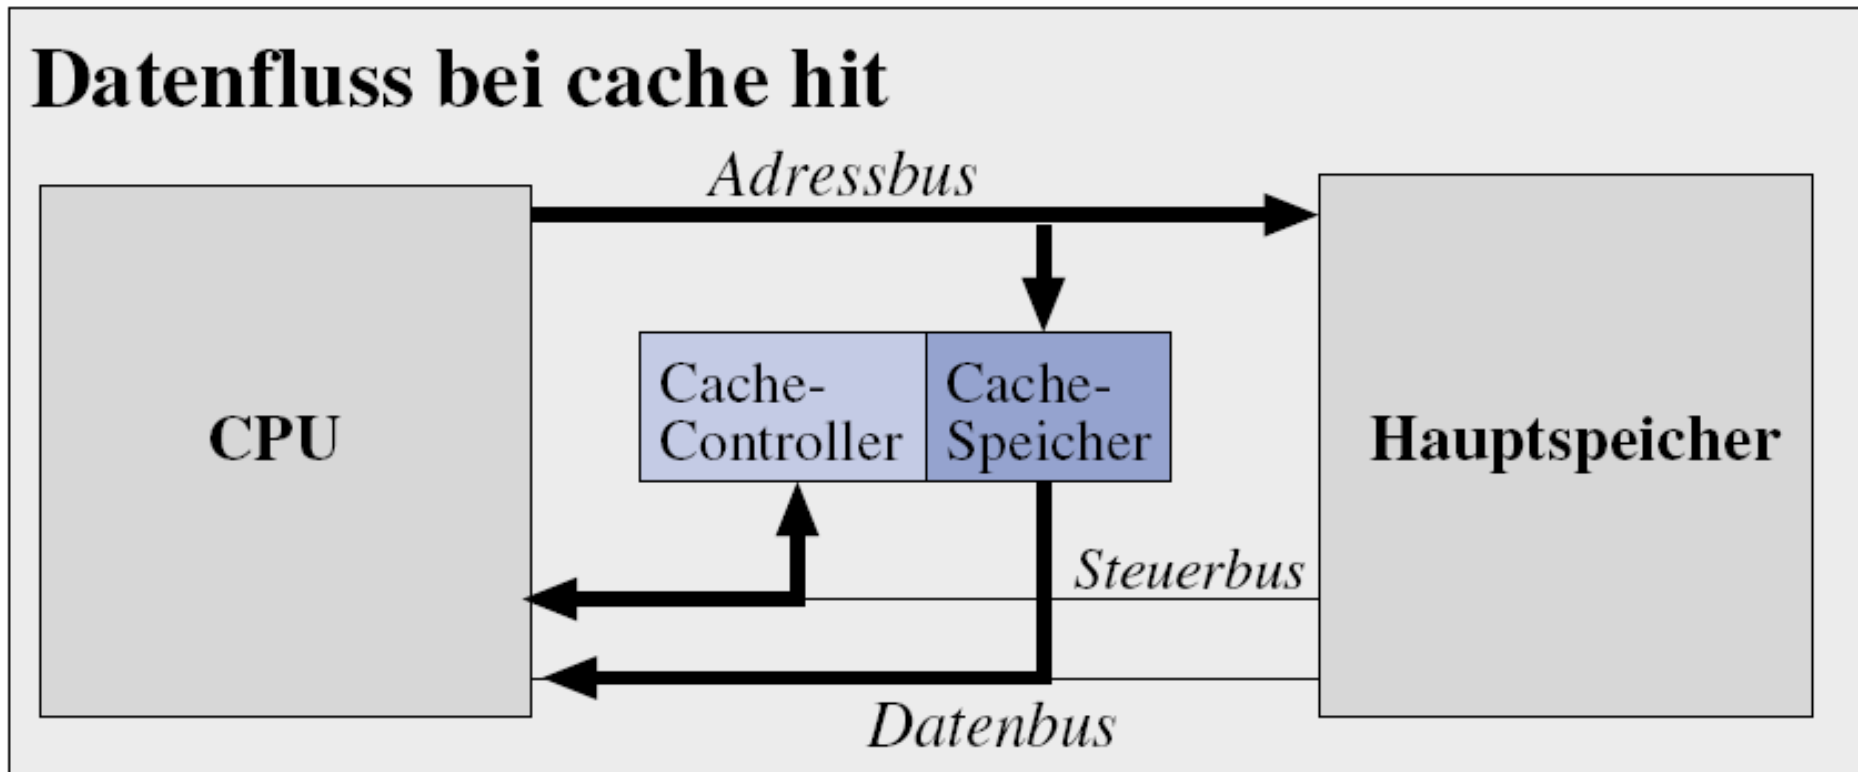 Datenfluss bei cache hit
Adressbus
CPU
Cache-
Controller
Cache-
Speicher
Hauptspeicher
Steuerbus
Datenbus